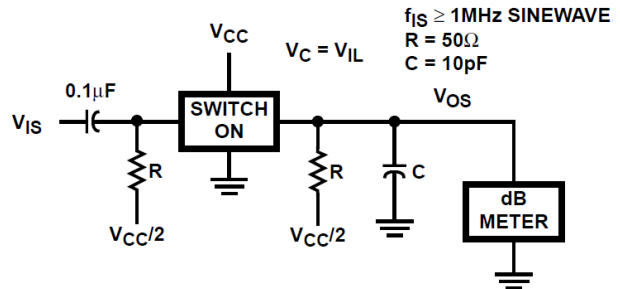 fIS ≥ 1MHz SINEWAVE
R = 50Ω
C = 10pF
VCC
VC = VIL
0.1μF
VIS
SWITCH
ON
VOS
R
R
C
dB
METER
VCC/2
VCC/2